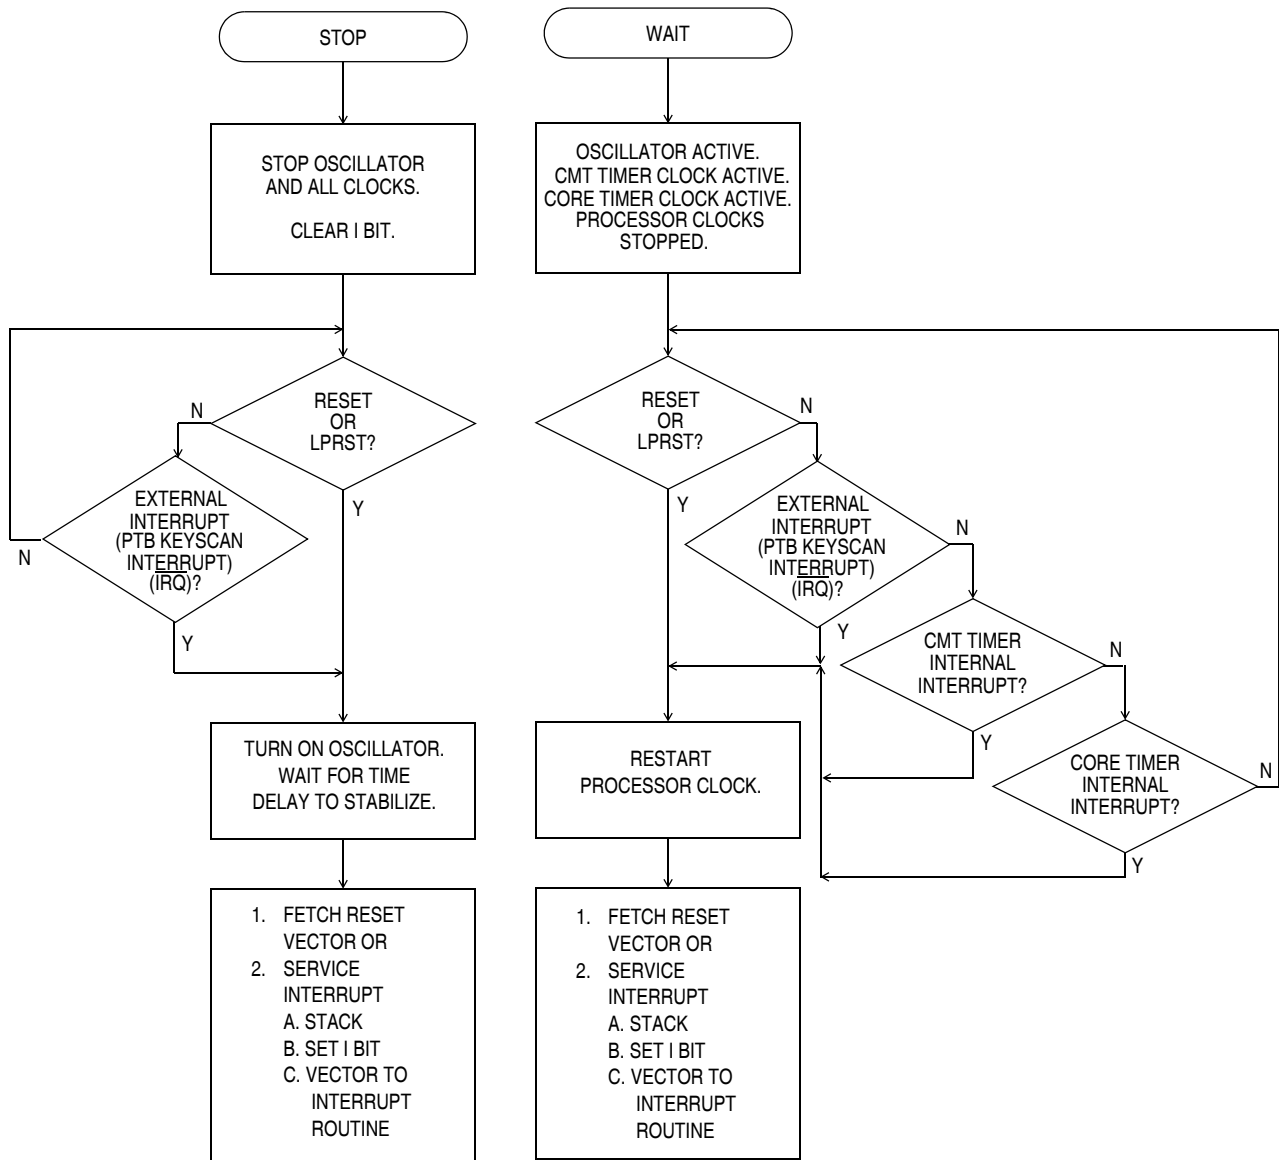 STOP
STOP OSCILLATOR
AND ALL CLOCKS.
CLEAR I BIT.
RESET
OR
LPRST?
N
Y
EXTERNAL
INTERRUPT
(PTB KEYSCAN
INTERRUPT)
(IRQ)?
N
Y
TURN ON OSCILLATOR.
WAIT FOR TIME
DELAY TO STABILIZE.
1. FETCH RESET
VECTOR OR
2. SERVICE
INTERRUPT
A. STACK
B. SET I BIT
C. VECTOR TO
INTERRUPT
ROUTINE
WAIT
OSCILLATOR ACTIVE.
CMT TIMER CLOCK ACTIVE.
CORE TIMER CLOCK ACTIVE.
PROCESSOR CLOCKS
STOPPED.
RESET
OR
LPRST?
N
Y
EXTERNAL
INTERRUPT
(PTB KEYSCAN
INTERRUPT)
(IRQ)?
N
Y
CMT TIMER
INTERNAL
INTERRUPT?
N
Y
CORE TIMER
INTERNAL
INTERRUPT?
N
Y
RESTART
PROCESSOR CLOCK.
1. FETCH RESET
VECTOR OR
2. SERVICE
INTERRUPT
A. STACK
B. SET I BIT
C. VECTOR TO
INTERRUPT
ROUTINE